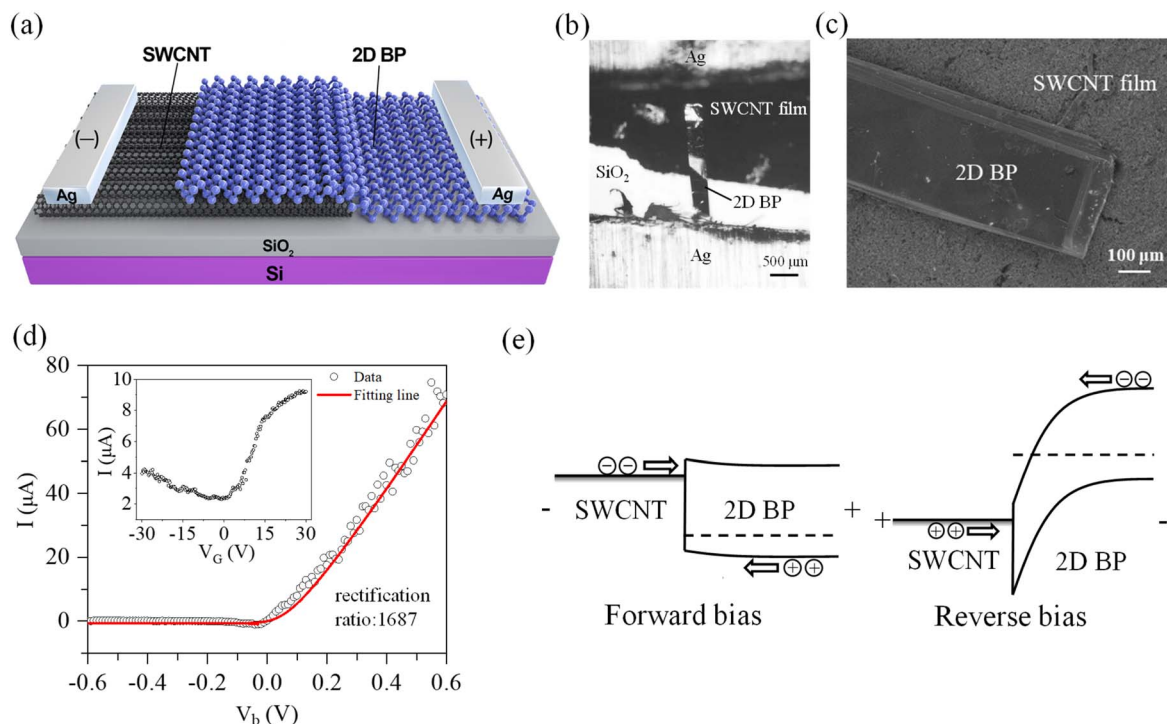 (a)
SWCNT
2D BP
(—)
(+)
Ag
Ag
SiO₂
Si
(b)
Ag
SWCNT film
SiO₂
2D BP
Ag
500 μm
(c)
SWCNT film
2D BP
100 μm
(d)
I (μA)
80
60
40
20
0
-0.6
-0.4
-0.2
0.0
0.2
0.4
0.6
V_b (V)
I (μA)
10
8
6
4
2
-30
-15
0
15
30
V_G (V)
Data
Fitting line
rectification
ratio:1687
(e)
− −
SWCNT
2D BP
-
+
+ +
Forward bias
− −
+
SWCNT
+ +
2D BP
-
Reverse bias